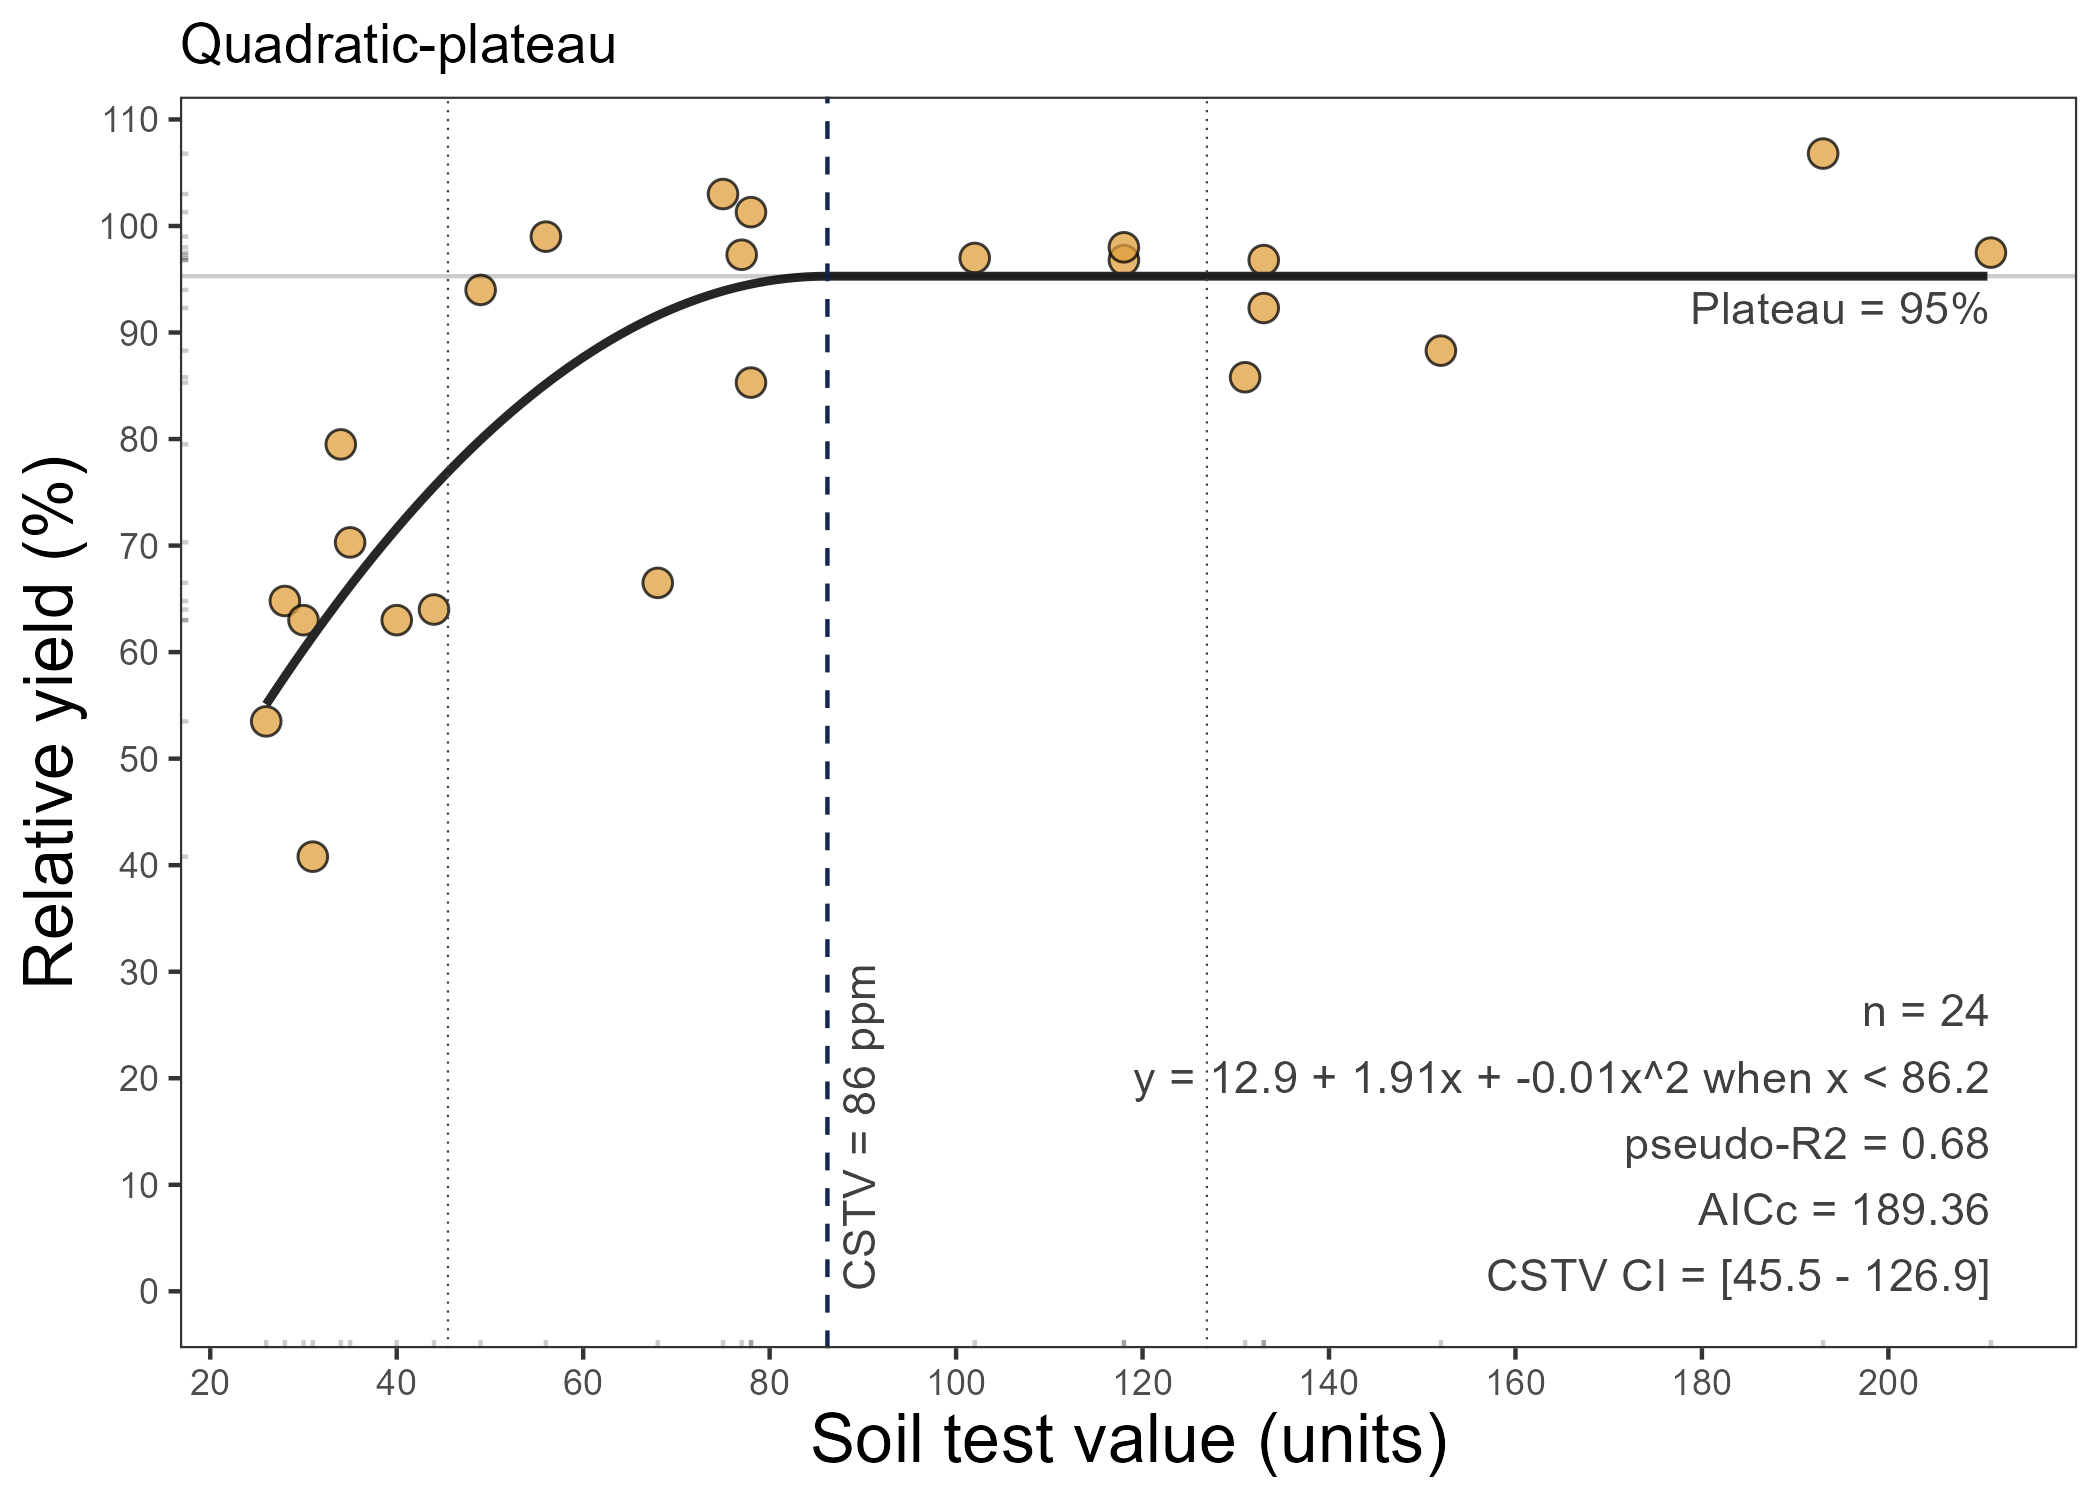 Quadratic-plateau
Relative yield (%)
110
100
90
80
70
60
50
40
30
20
10
0
Plateau = 95%
CSTV = 86 ppm
n = 24
y = 12.9 + 1.91x + -0.01x^2 when x < 86.2
pseudo-R2 = 0.68
AICc = 189.36
CSTV CI = [45.5 - 126.9]
20 40 60 80 100 120 140 160 180 200
Soil test value (units)